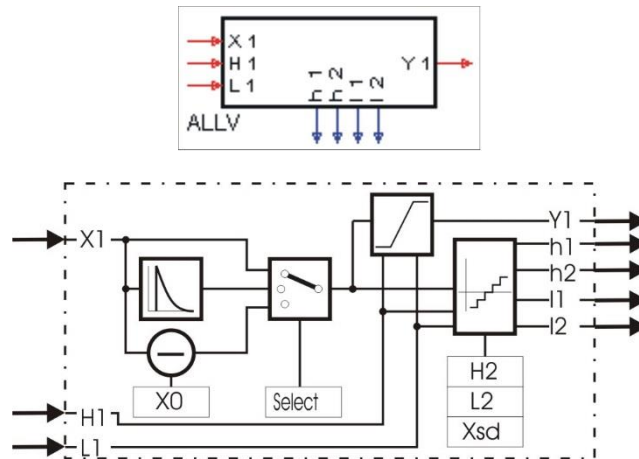 X 1
H 1
L 1
Y 1
h 1
h 2
l 1
l 2
ALLV
X1
Y1
h1
h2
l1
l2
X0
Select
H2
L2
Xsd
H1
L1